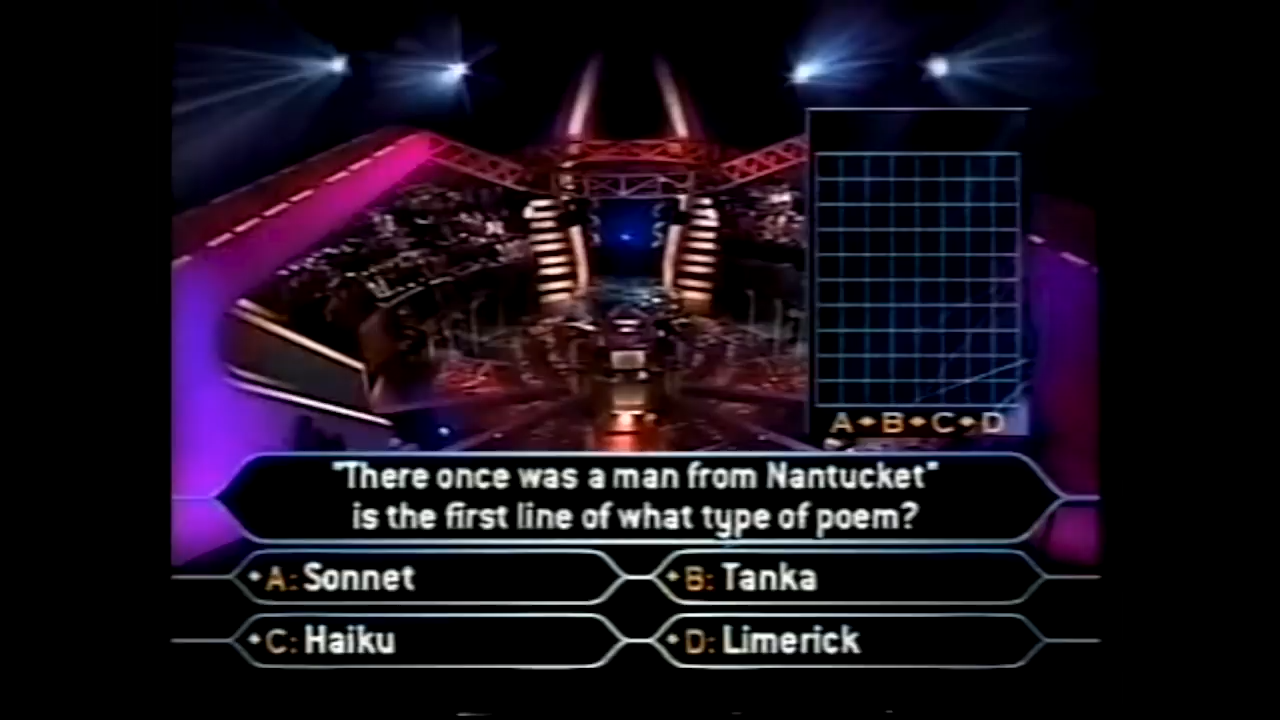 A♦B♦C♦D
"There once was a man from Nantucket"
is the first line of what type of poem?
♦A: Sonnet
♦B: Tanka
♦C: Haiku
♦D: Limerick